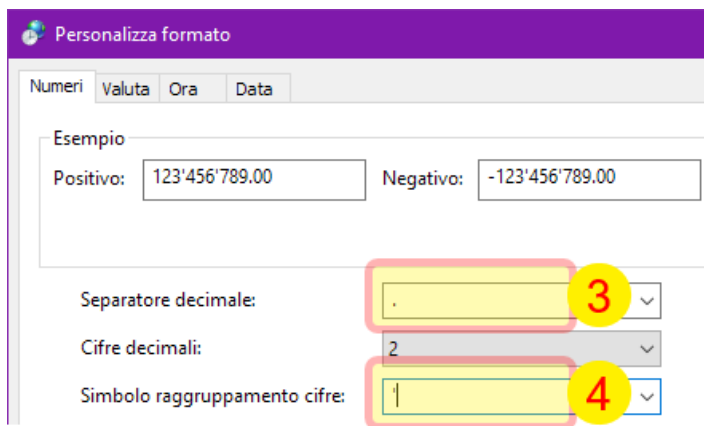 Personalizza formato
Numeri Valuta Ora Data
Esempio
Positivo: 123'456'789.00 Negativo: -123'456'789.00
Separatore decimale: . 3
Cifre decimali: 2
Simbolo raggruppamento cifre: ' 4